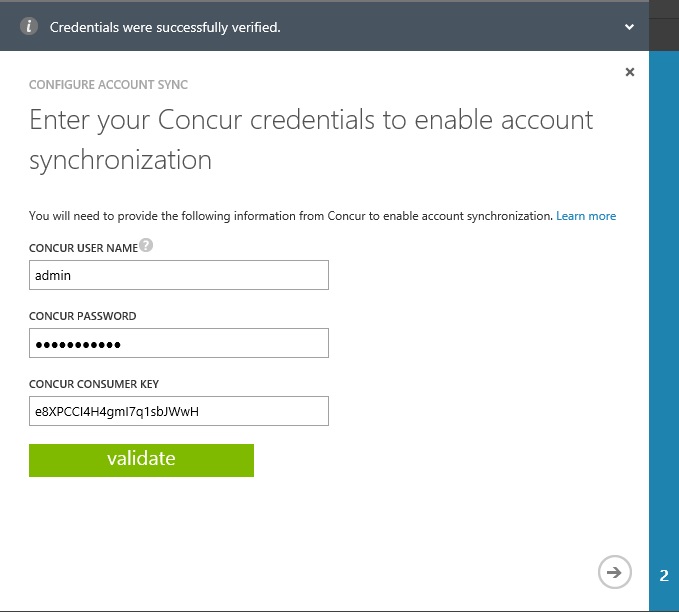 Credentials were successfully verified.
CONFIGURE ACCOUNT SYNC
Enter your Concur credentials to enable account
synchronization
You will need to provide the following information from Concur to enable account synchronization. Learn more
CONCUR USER NAME ?
admin
CONCUR PASSWORD
●●●●●●●●●●●
CONCUR CONSUMER KEY
e8XPCCI4H4gmI7q1sbJWwH
validate
2